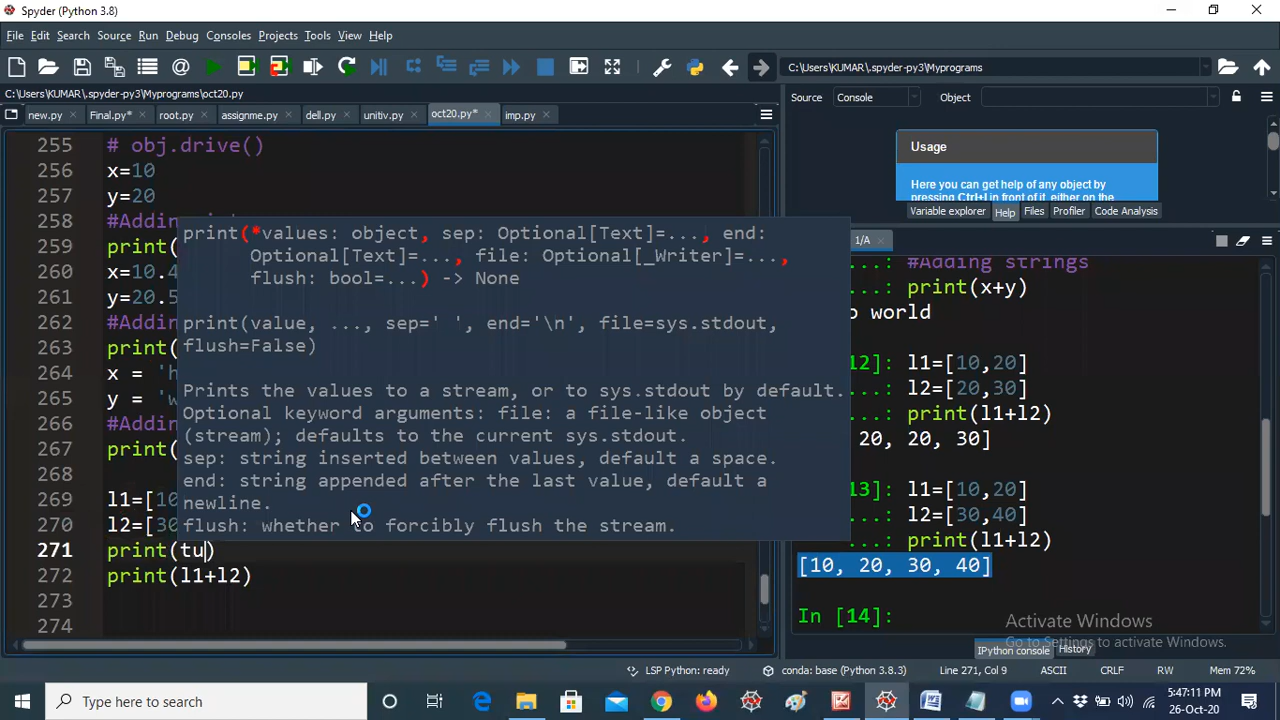 Spyder (Python 3.8)
File Edit Search Source Run Debug Consoles Projects Tools View Help
C:\Users\KUMAR\.spyder-py3\Myprograms
C:\Users\KUMAR\.spyder-py3\Myprograms\oct20.py
Source Console Object
new.py Final.py* root.py assignme.py dell.py unitiv.py oct20.py* imp.py
Usage
Here you can get help of any object by
pressing Ctrl+I in front of it, either on the
Variable explorer Help Files Profiler Code Analysis
1/A
255 # obj.drive()
256 x=10
257 y=20
258 #Adding
259 print(
260 x=10.4
261 y=20.5
262 #Adding
263 print(
264 x = 'h
265 y = 'w
266 #Adding
267 print(
268
269 l1=[10
270 l2=[30
271 print(tu)
272 print(l1+l2)
273
274
print(*values: object, sep: Optional[Text]=..., end:
Optional[Text]=..., file: Optional[_Writer]=...,
flush: bool=...) -> None
print(value, ..., sep=' ', end='\n', file=sys.stdout,
flush=False)
Prints the values to a stream, or to sys.stdout by default.
Optional keyword arguments: file: a file-like object
(stream); defaults to the current sys.stdout.
sep: string inserted between values, default a space.
end: string appended after the last value, default a
newline.
flush: whether to forcibly flush the stream.
...: #Adding strings
...: print(x+y)
o world
12]: l1=[10,20]
...: l2=[20,30]
...: print(l1+l2)
20, 20, 30]
13]: l1=[10,20]
...: l2=[30,40]
...: print(l1+l2)
[10, 20, 30, 40]
In [14]:
Activate Windows
Go to Settings to activate Windows.
IPython console History
LSP Python: ready conda: base (Python 3.8.3) Line 271, Col 9 ASCII CRLF RW Mem 72%
Type here to search
5:47:11 PM
26-Oct-20